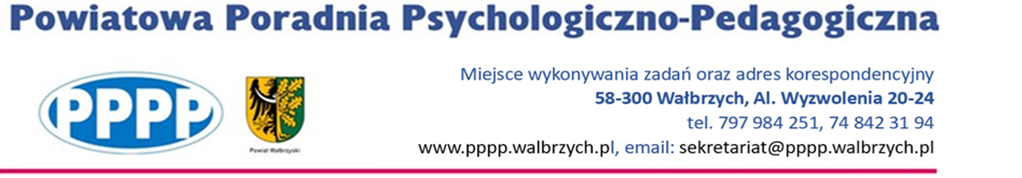 Powiatowa Poradnia Psychologiczno-Pedagogiczna
PPPP
Powiat Wałbrzyski
Miejsce wykonywania zadań oraz adres korespondencyjny
58-300 Wałbrzych, Al. Wyzwolenia 20-24
tel. 797 984 251, 74 842 31 94
www.pppp.walbrzych.pl, email: sekretariat@pppp.walbrzych.pl